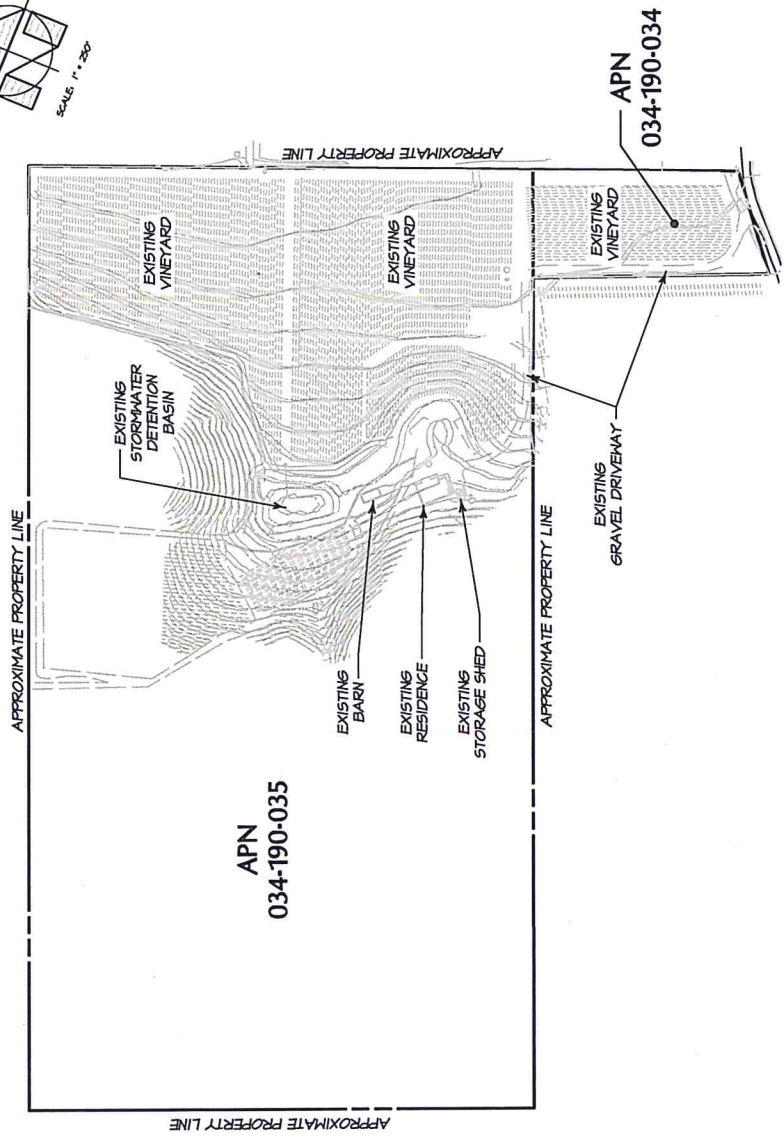 SCALE: 1" = 250'
APPROXIMATE PROPERTY LINE
APPROXIMATE PROPERTY LINE
EXISTING
VINEYARD
EXISTING
VINEYARD
EXISTING
VINEYARD
APN
034-190-034
EXISTING
STORMWATER
DETENTION
BASIN
EXISTING
GRAVEL DRIVEWAY
EXISTING
BARN
EXISTING
RESIDENCE
EXISTING
STORAGE SHED
APPROXIMATE PROPERTY LINE
APN
034-190-035
APPROXIMATE PROPERTY LINE